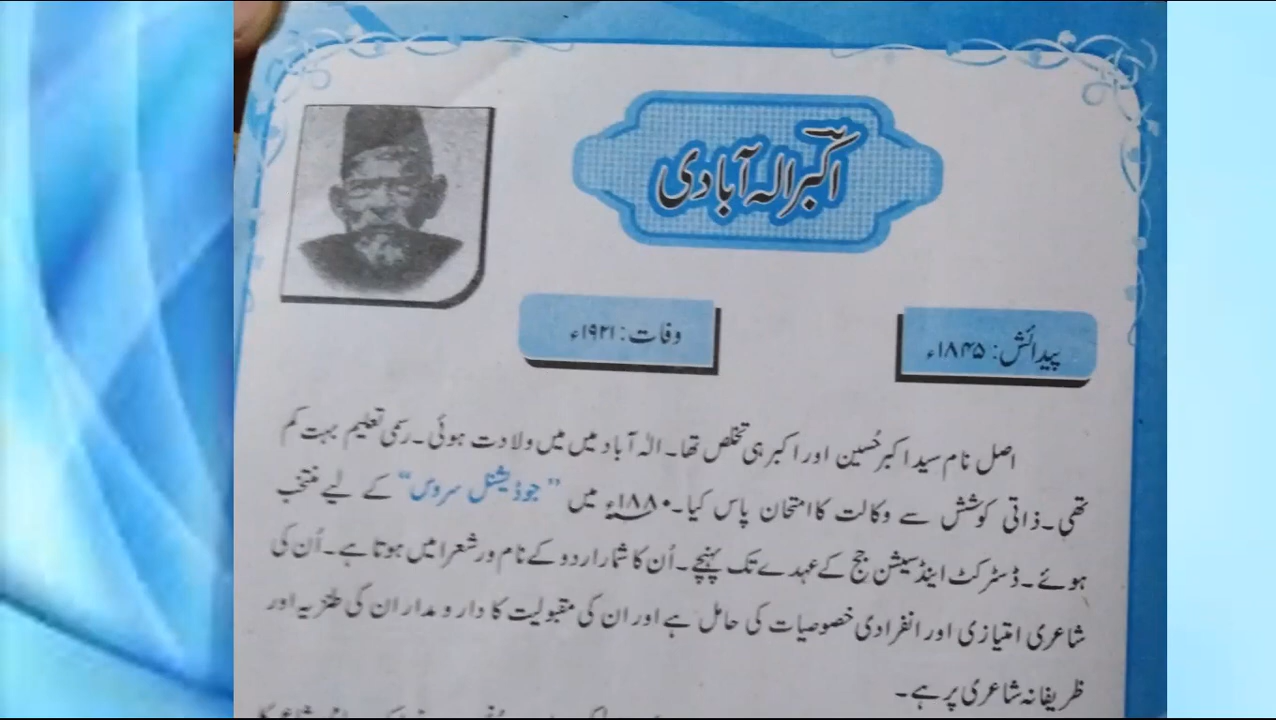 اکبر الہ آبادی
پیدائش: ۱۸۴۵ء
وفات: ۱۹۲۱ء
اصل نام سید اکبر حُسین اور اکبر ہی تخلص تھا۔ الہٰ آباد میں میں ولادت ہوئی۔ رسمی تعلیم بہت کم
تھی۔ ذاتی کوشش سے وکالت کا امتحان پاس کیا۔ ۱۸۸۰ء میں ”جوڈیشنل سروس“ کے لیے منتخب
ہوئے۔ ڈسٹرکٹ اینڈ سیشن جج کے عہدے تک پہنچے۔ اُن کا شمار اردو کے نام ور شعرا میں ہوتا ہے۔ اُن کی
شاعری امتیازی اور انفرادی خصوصیات کی حامل ہے اور ان کی مقبولیت کا دار و مدار ان کی طنزیہ اور
ظریفانہ شاعری پر ہے۔